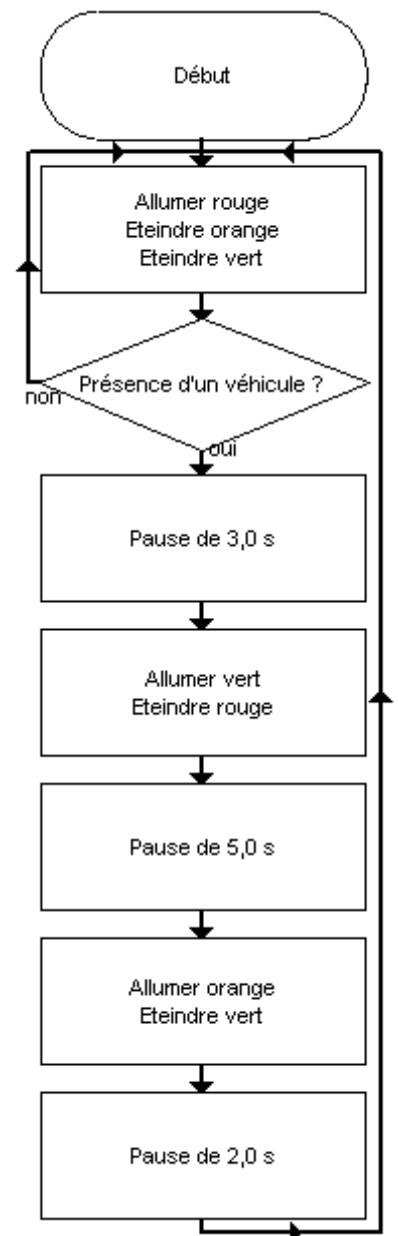 Début
Allumer rouge
Eteindre orange
Eteindre vert
Présence d'un véhicule ?
non
oui
Pause de 3,0 s
Allumer vert
Eteindre rouge
Pause de 5,0 s
Allumer orange
Eteindre vert
Pause de 2,0 s